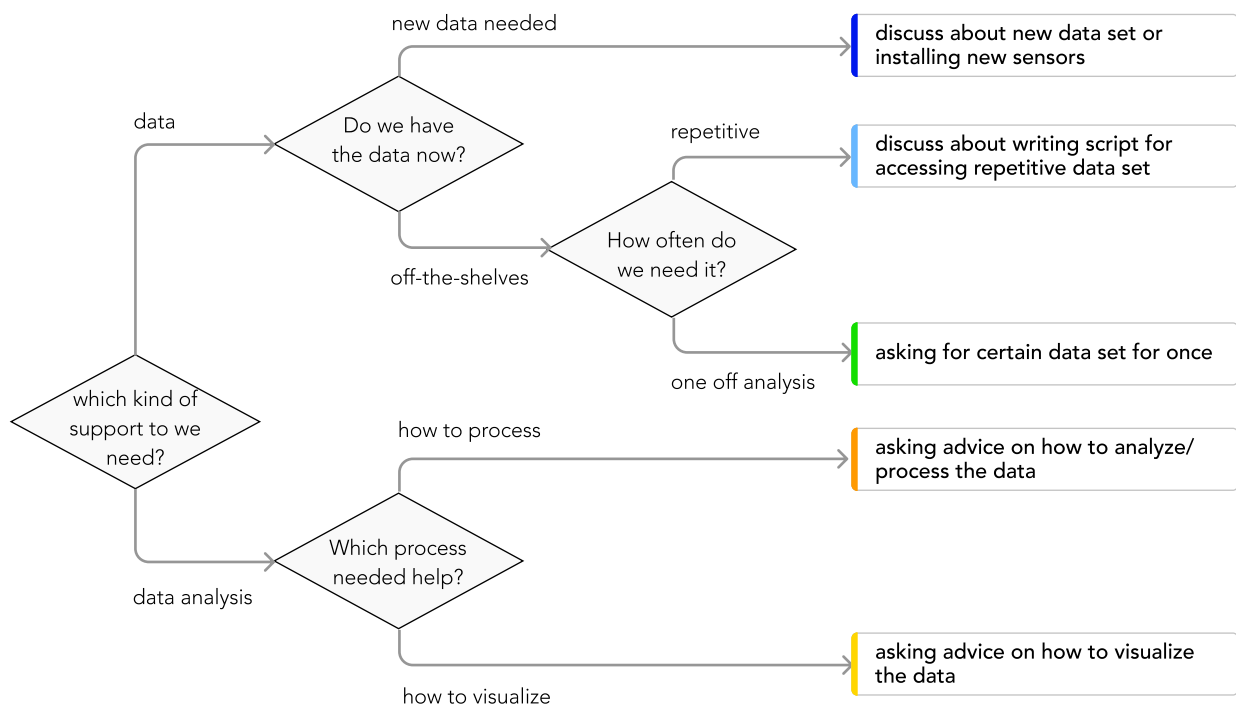 new data needed
discuss about new data set or
installing new sensors
data
Do we have
the data now?
repetitive
discuss about writing script for
accessing repetitive data set
How often do
we need it?
off-the-shelves
asking for certain data set for once
one off analysis
which kind of
support to we
need?
how to process
asking advice on how to analyze/
process the data
Which process
needed help?
data analysis
asking advice on how to visualize
the data
how to visualize